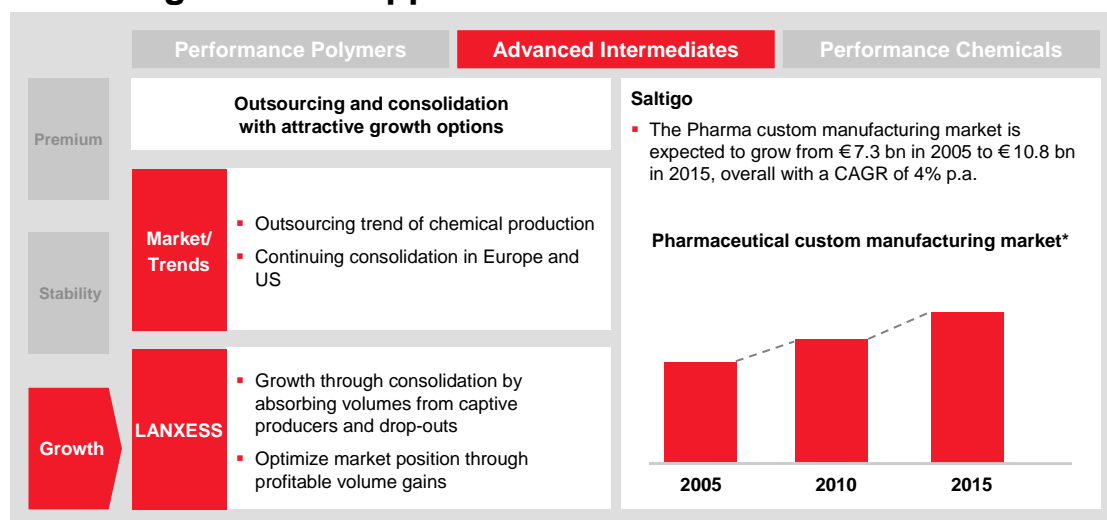 Performance Polymers
Advanced Intermediates
Performance Chemicals
Premium
Stability
Growth
Outsourcing and consolidation
with attractive growth options
Market/
Trends
▪ Outsourcing trend of chemical production
▪ Continuing consolidation in Europe and
US
LANXESS
▪ Growth through consolidation by
absorbing volumes from captive
producers and drop-outs
▪ Optimize market position through
profitable volume gains
Saltigo
▪ The Pharma custom manufacturing market is
expected to grow from €7.3 bn in 2005 to €10.8 bn
in 2015, overall with a CAGR of 4% p.a.
Pharmaceutical custom manufacturing market*
2005
2010
2015